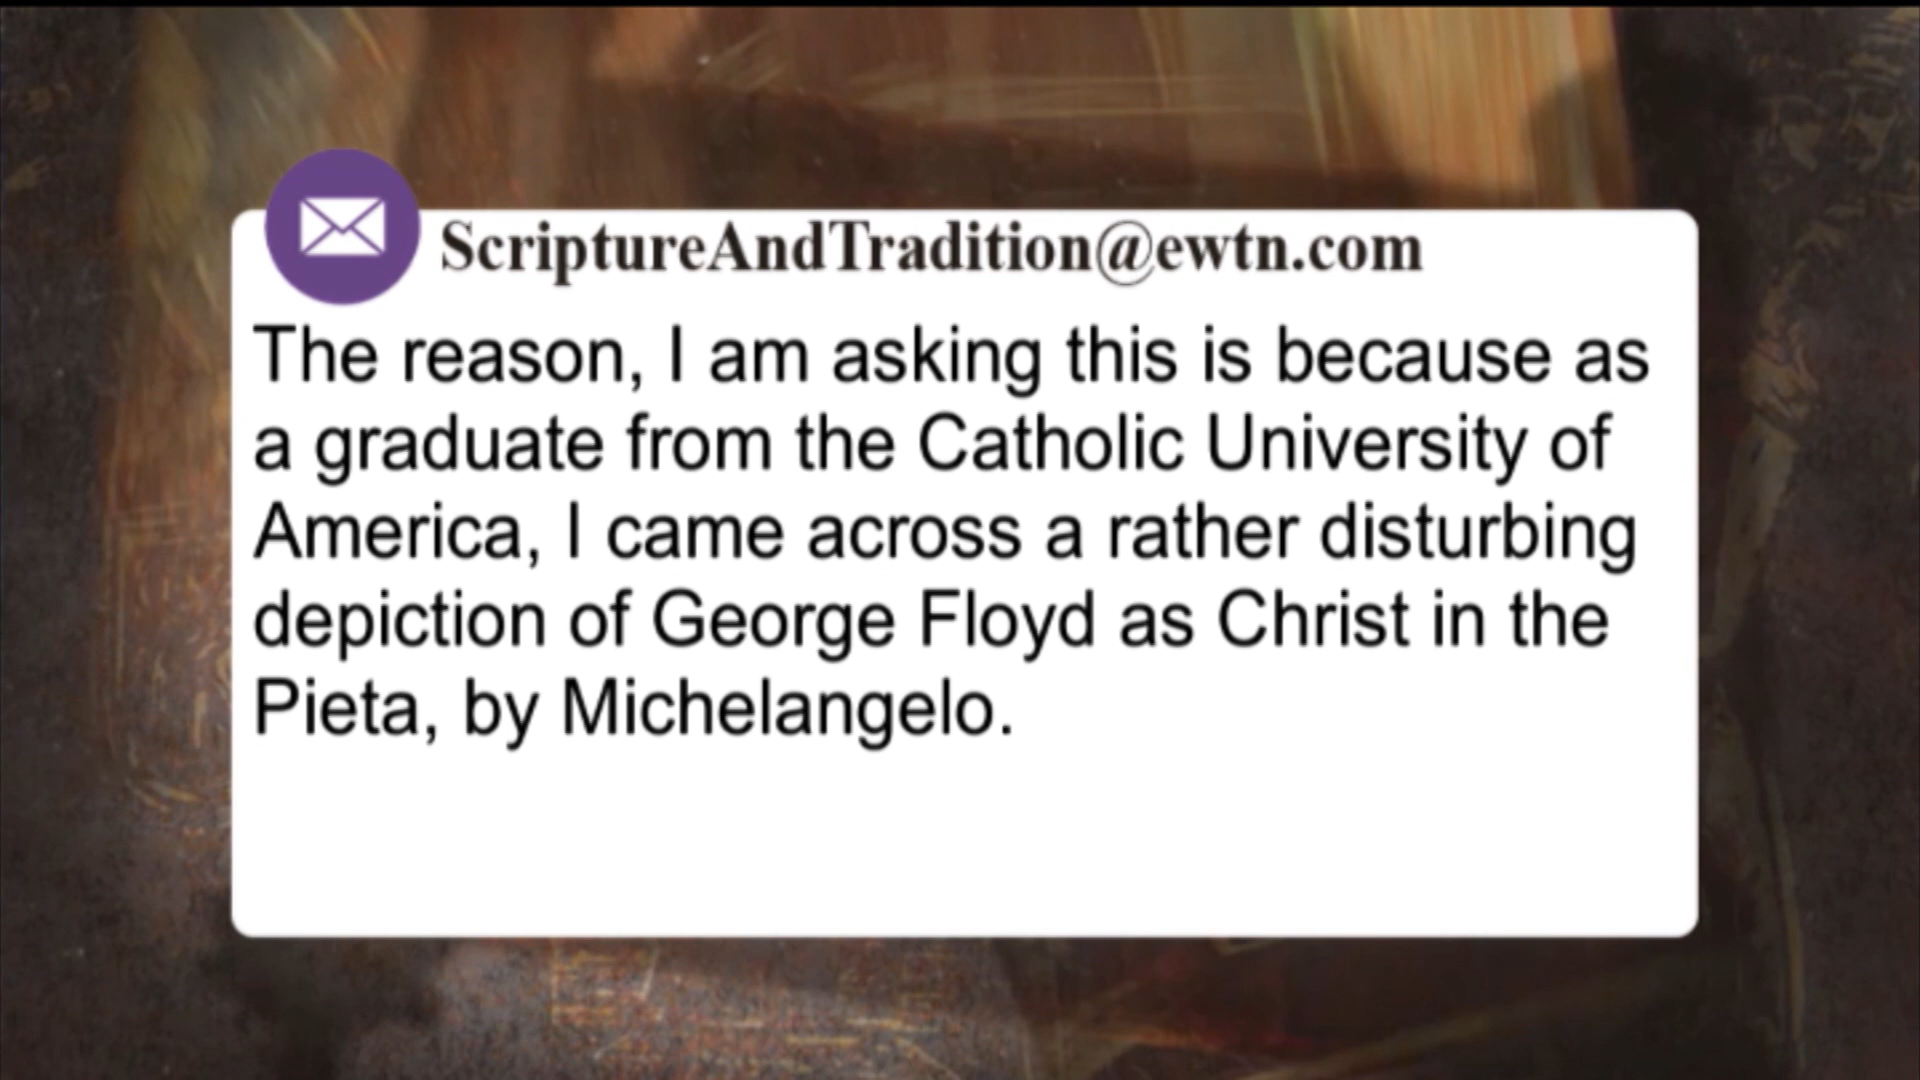 ScriptureAndTradition@ewtn.com
The reason, I am asking this is because as
a graduate from the Catholic University of
America, I came across a rather disturbing
depiction of George Floyd as Christ in the
Pieta, by Michelangelo.